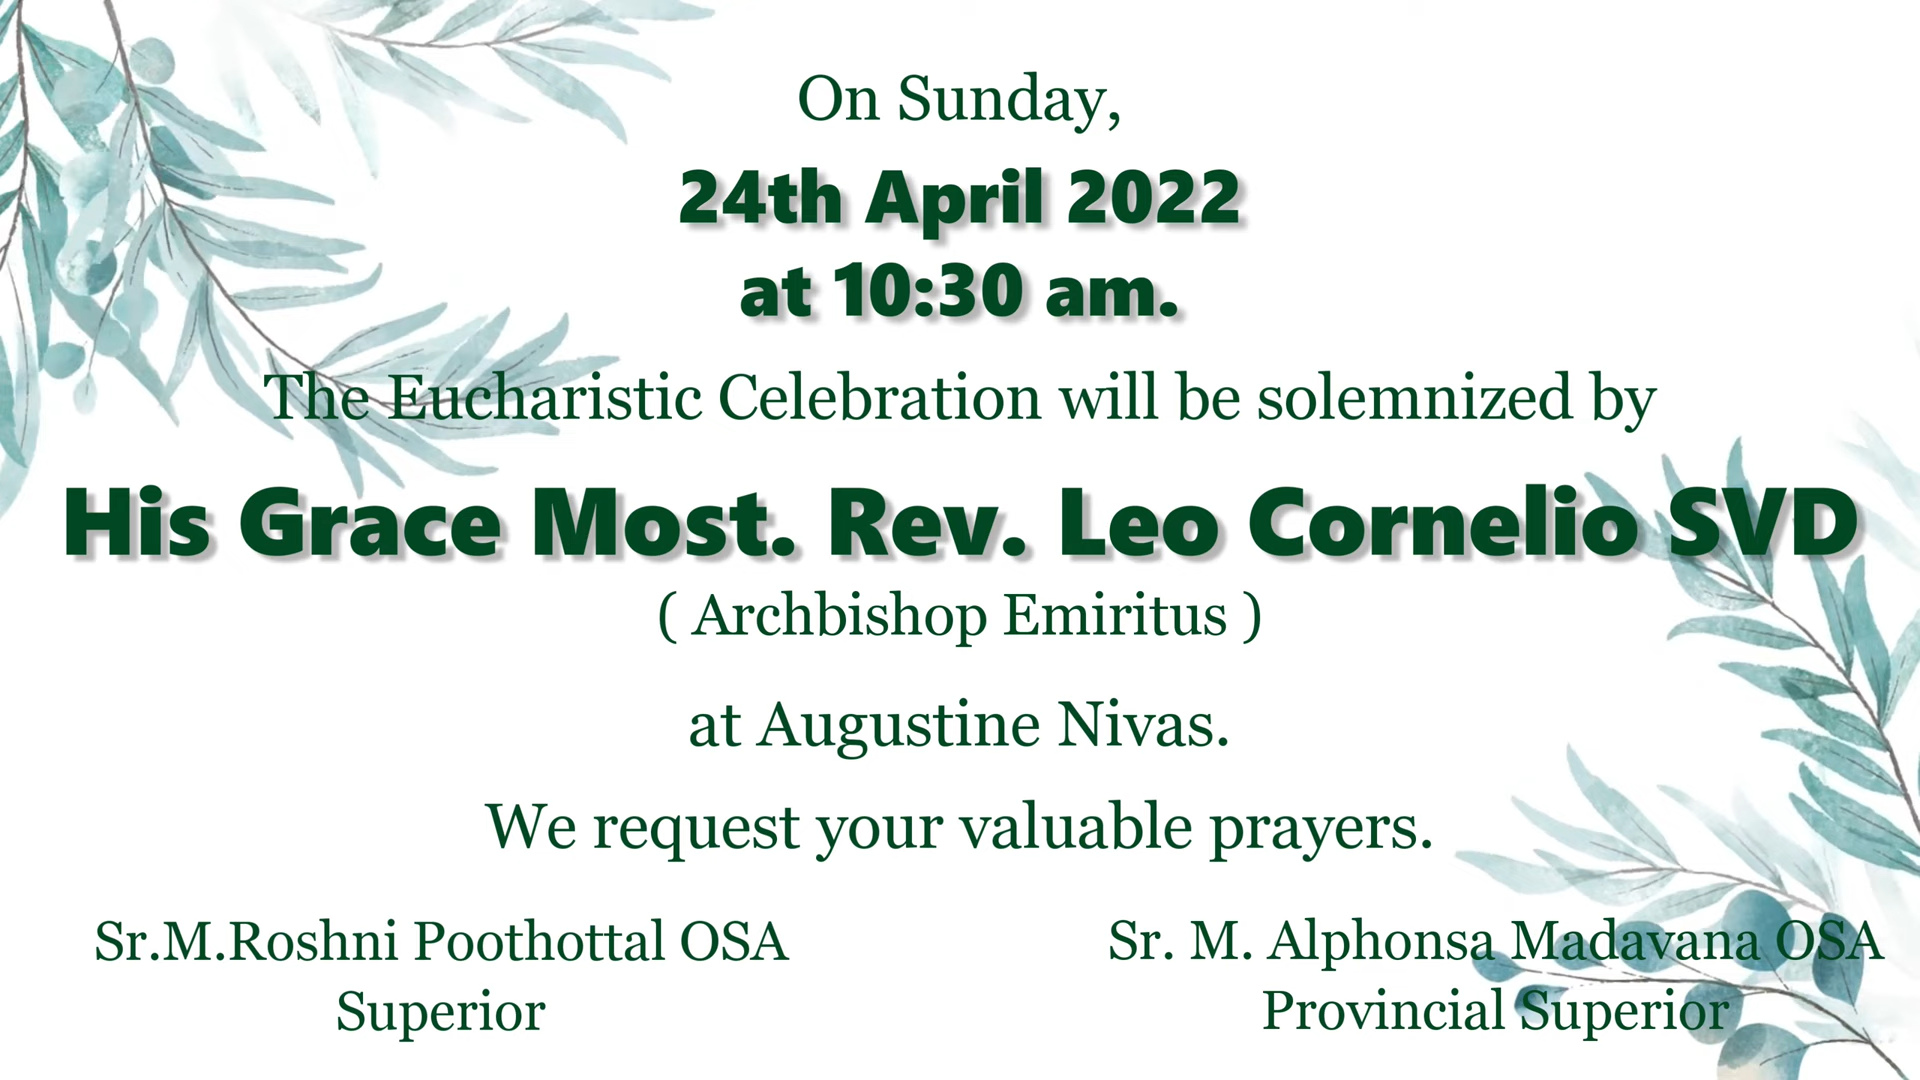 On Sunday,
24th April 2022
at 10:30 am.
The Eucharistic Celebration will be solemnized by
His Grace Most. Rev. Leo Cornelio SVD
( Archbishop Emiritus )
at Augustine Nivas.
We request your valuable prayers.
Sr.M.Roshni Poothottal OSA
Superior
Sr. M. Alphonsa Madavana OSA
Provincial Superior